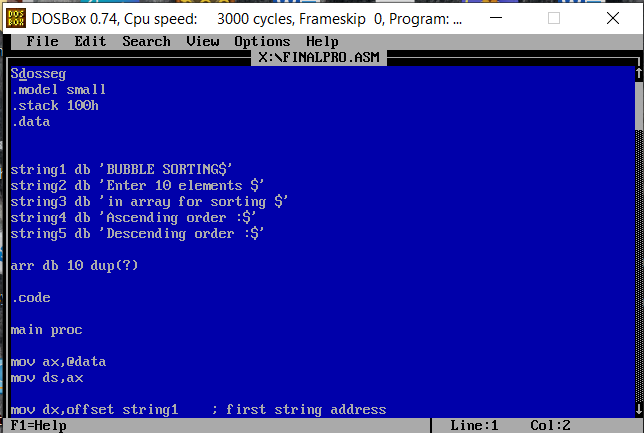 DOSBox 0.74, Cpu speed: 3000 cycles, Frameskip 0, Program: ...
File Edit Search View Options Help
X:\FINALPRO.ASM
Sdosseg
.model small
.stack 100h
.data
string1 db 'BUBBLE SORTING$'
string2 db 'Enter 10 elements $'
string3 db 'in array for sorting $'
string4 db 'Ascending order :$'
string5 db 'Descending order :$'
arr db 10 dup(?)
.code
main proc
mov ax,@data
mov ds,ax
mov dx,offset string1 ; first string address
F1=Help Line:1 Col:2